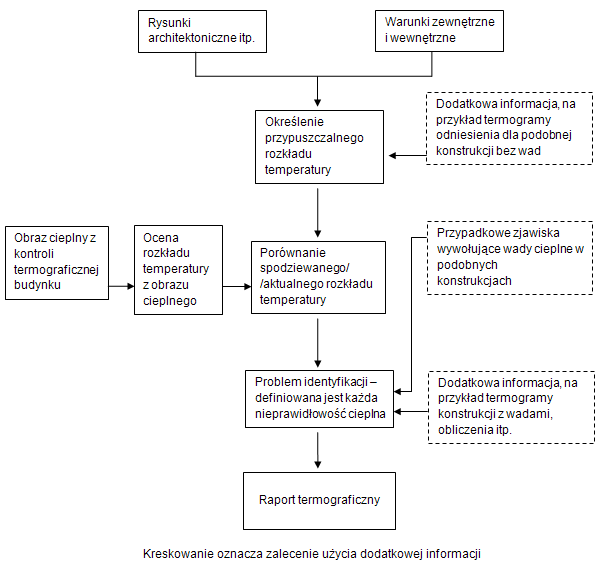 Rysunki
architektoniczne itp.
Warunki zewnętrzne
i wewnętrzne
Określenie
przypuszczalnego
rozkładu
temperatury
Dodatkowa informacja, na
przykład termogramy
odniesienia dla podobnej
konstrukcji bez wad
Obraz cieplny z
kontroli
termograficznej
budynku
Ocena
rozkładu
temperatury
z obrazu
cieplnego
Porównanie
spodziewanego/
/aktualnego rozkładu
temperatury
Przypadkowe zjawiska
wywołujące wady cieplne w
podobnych
konstrukcjach
Problem identyfikacji –
definiowana jest każda
nieprawidłowość cieplna
Dodatkowa informacja, na
przykład termogramy
konstrukcji z wadami,
obliczenia itp.
Raport termograficzny
Kreskowanie oznacza zalecenie użycia dodatkowej informacji